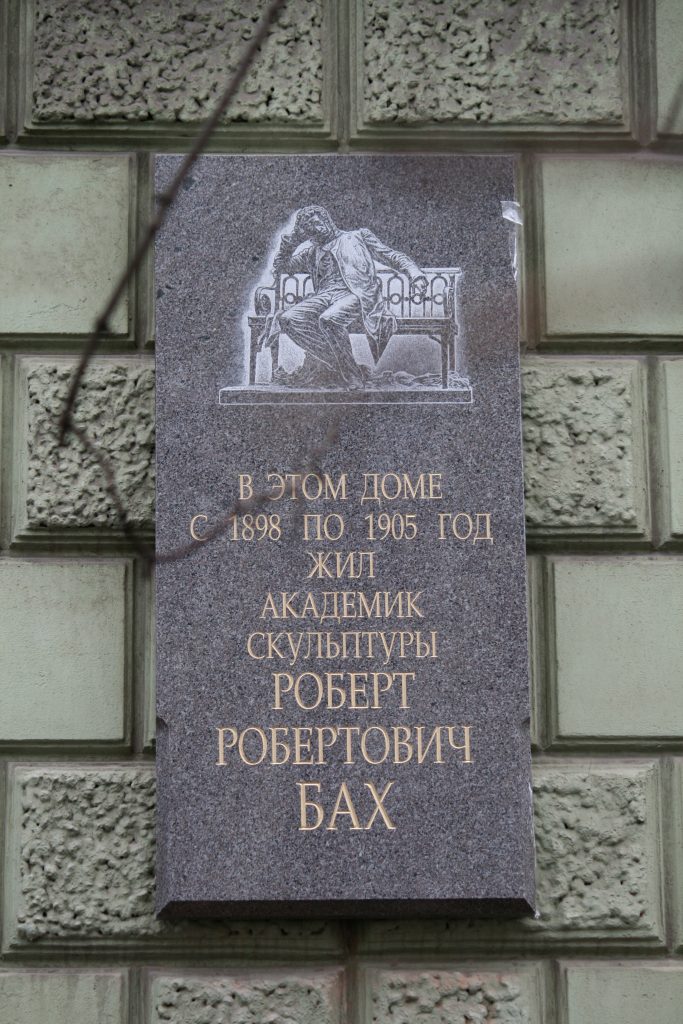 В ЭТОМ ДОМЕ
С 1898 ПО 1905 ГОД
ЖИЛ
АКАДЕМИК
СКУЛЬПТУРЫ
РОБЕРТ
РОБЕРТОВИЧ
БАХ